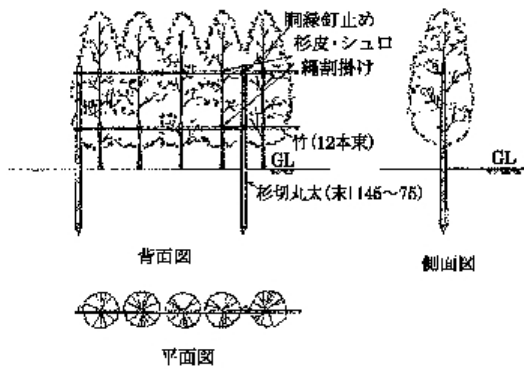 胴縁釘止め
杉皮・シュロ
縄割掛け
竹(12本束)
GL
GL
杉切丸太(末口45〜75)
背面図
側面図
平面図